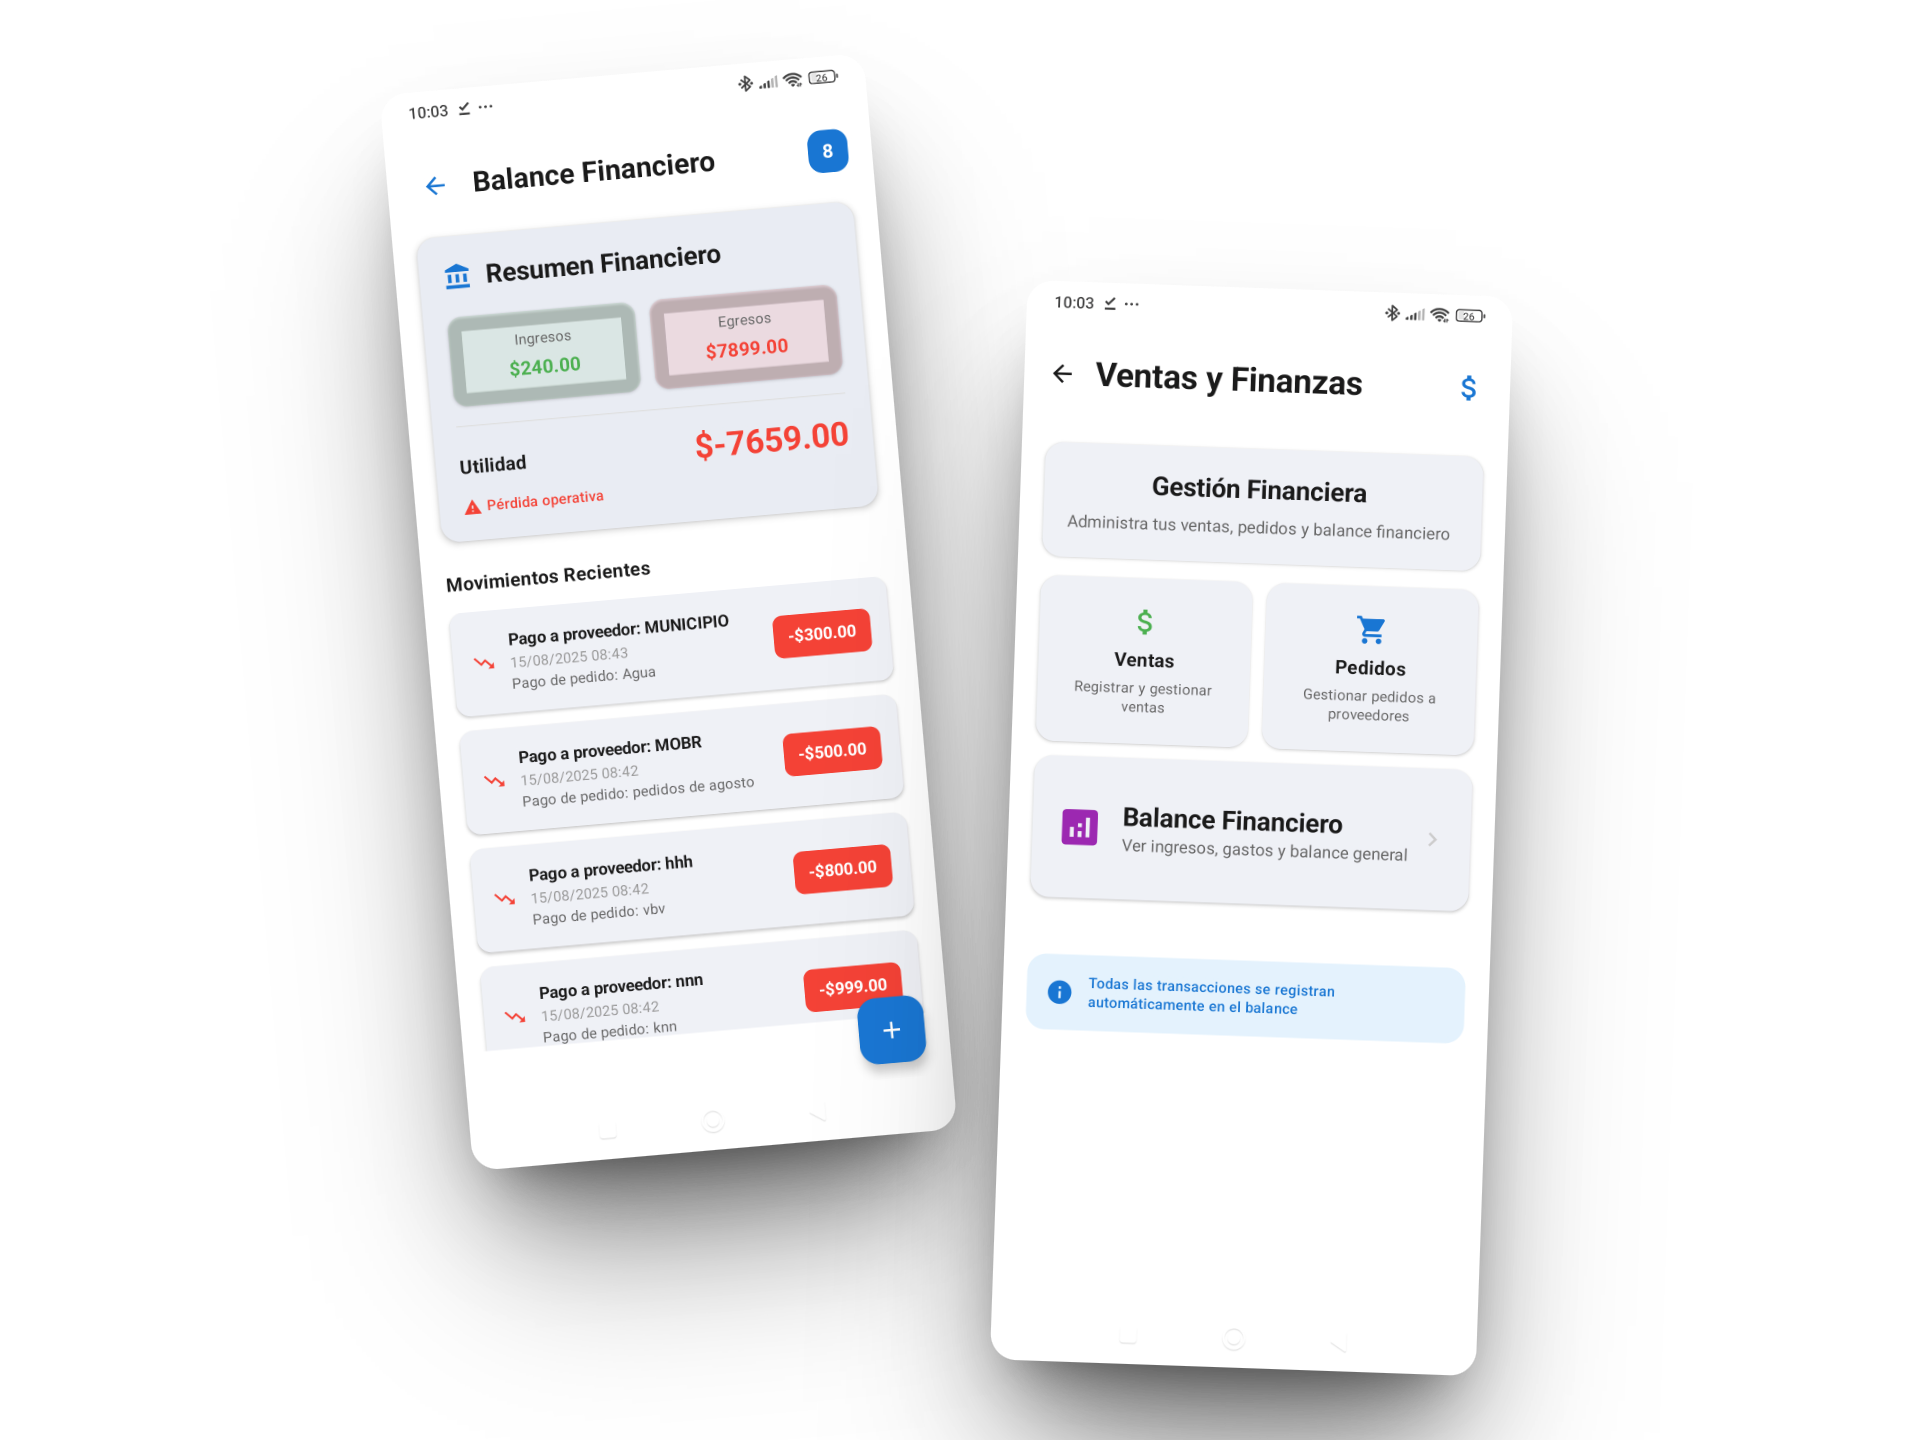 10:03
26
Balance Financiero
8
Resumen Financiero
Ingresos
$240.00
Egresos
$7899.00
Utilidad
$-7659.00
Pérdida operativa
Movimientos Recientes
Pago a proveedor: MUNICIPIO
15/08/2025 08:43
Pago de pedido: Agua
-$300.00
Pago a proveedor: MOBR
15/08/2025 08:42
Pago de pedido: pedidos de agosto
-$500.00
Pago a proveedor: hhh
15/08/2025 08:42
Pago de pedido: vbv
-$800.00
Pago a proveedor: nnn
15/08/2025 08:42
Pago de pedido: knn
-$999.00
+
10:03
26
Ventas y Finanzas
$
Gestión Financiera
Administra tus ventas, pedidos y balance financiero
$
Ventas
Registrar y gestionar
ventas
Pedidos
Gestionar pedidos a
proveedores
Balance Financiero
Ver ingresos, gastos y balance general
Todas las transacciones se registran
automáticamente en el balance